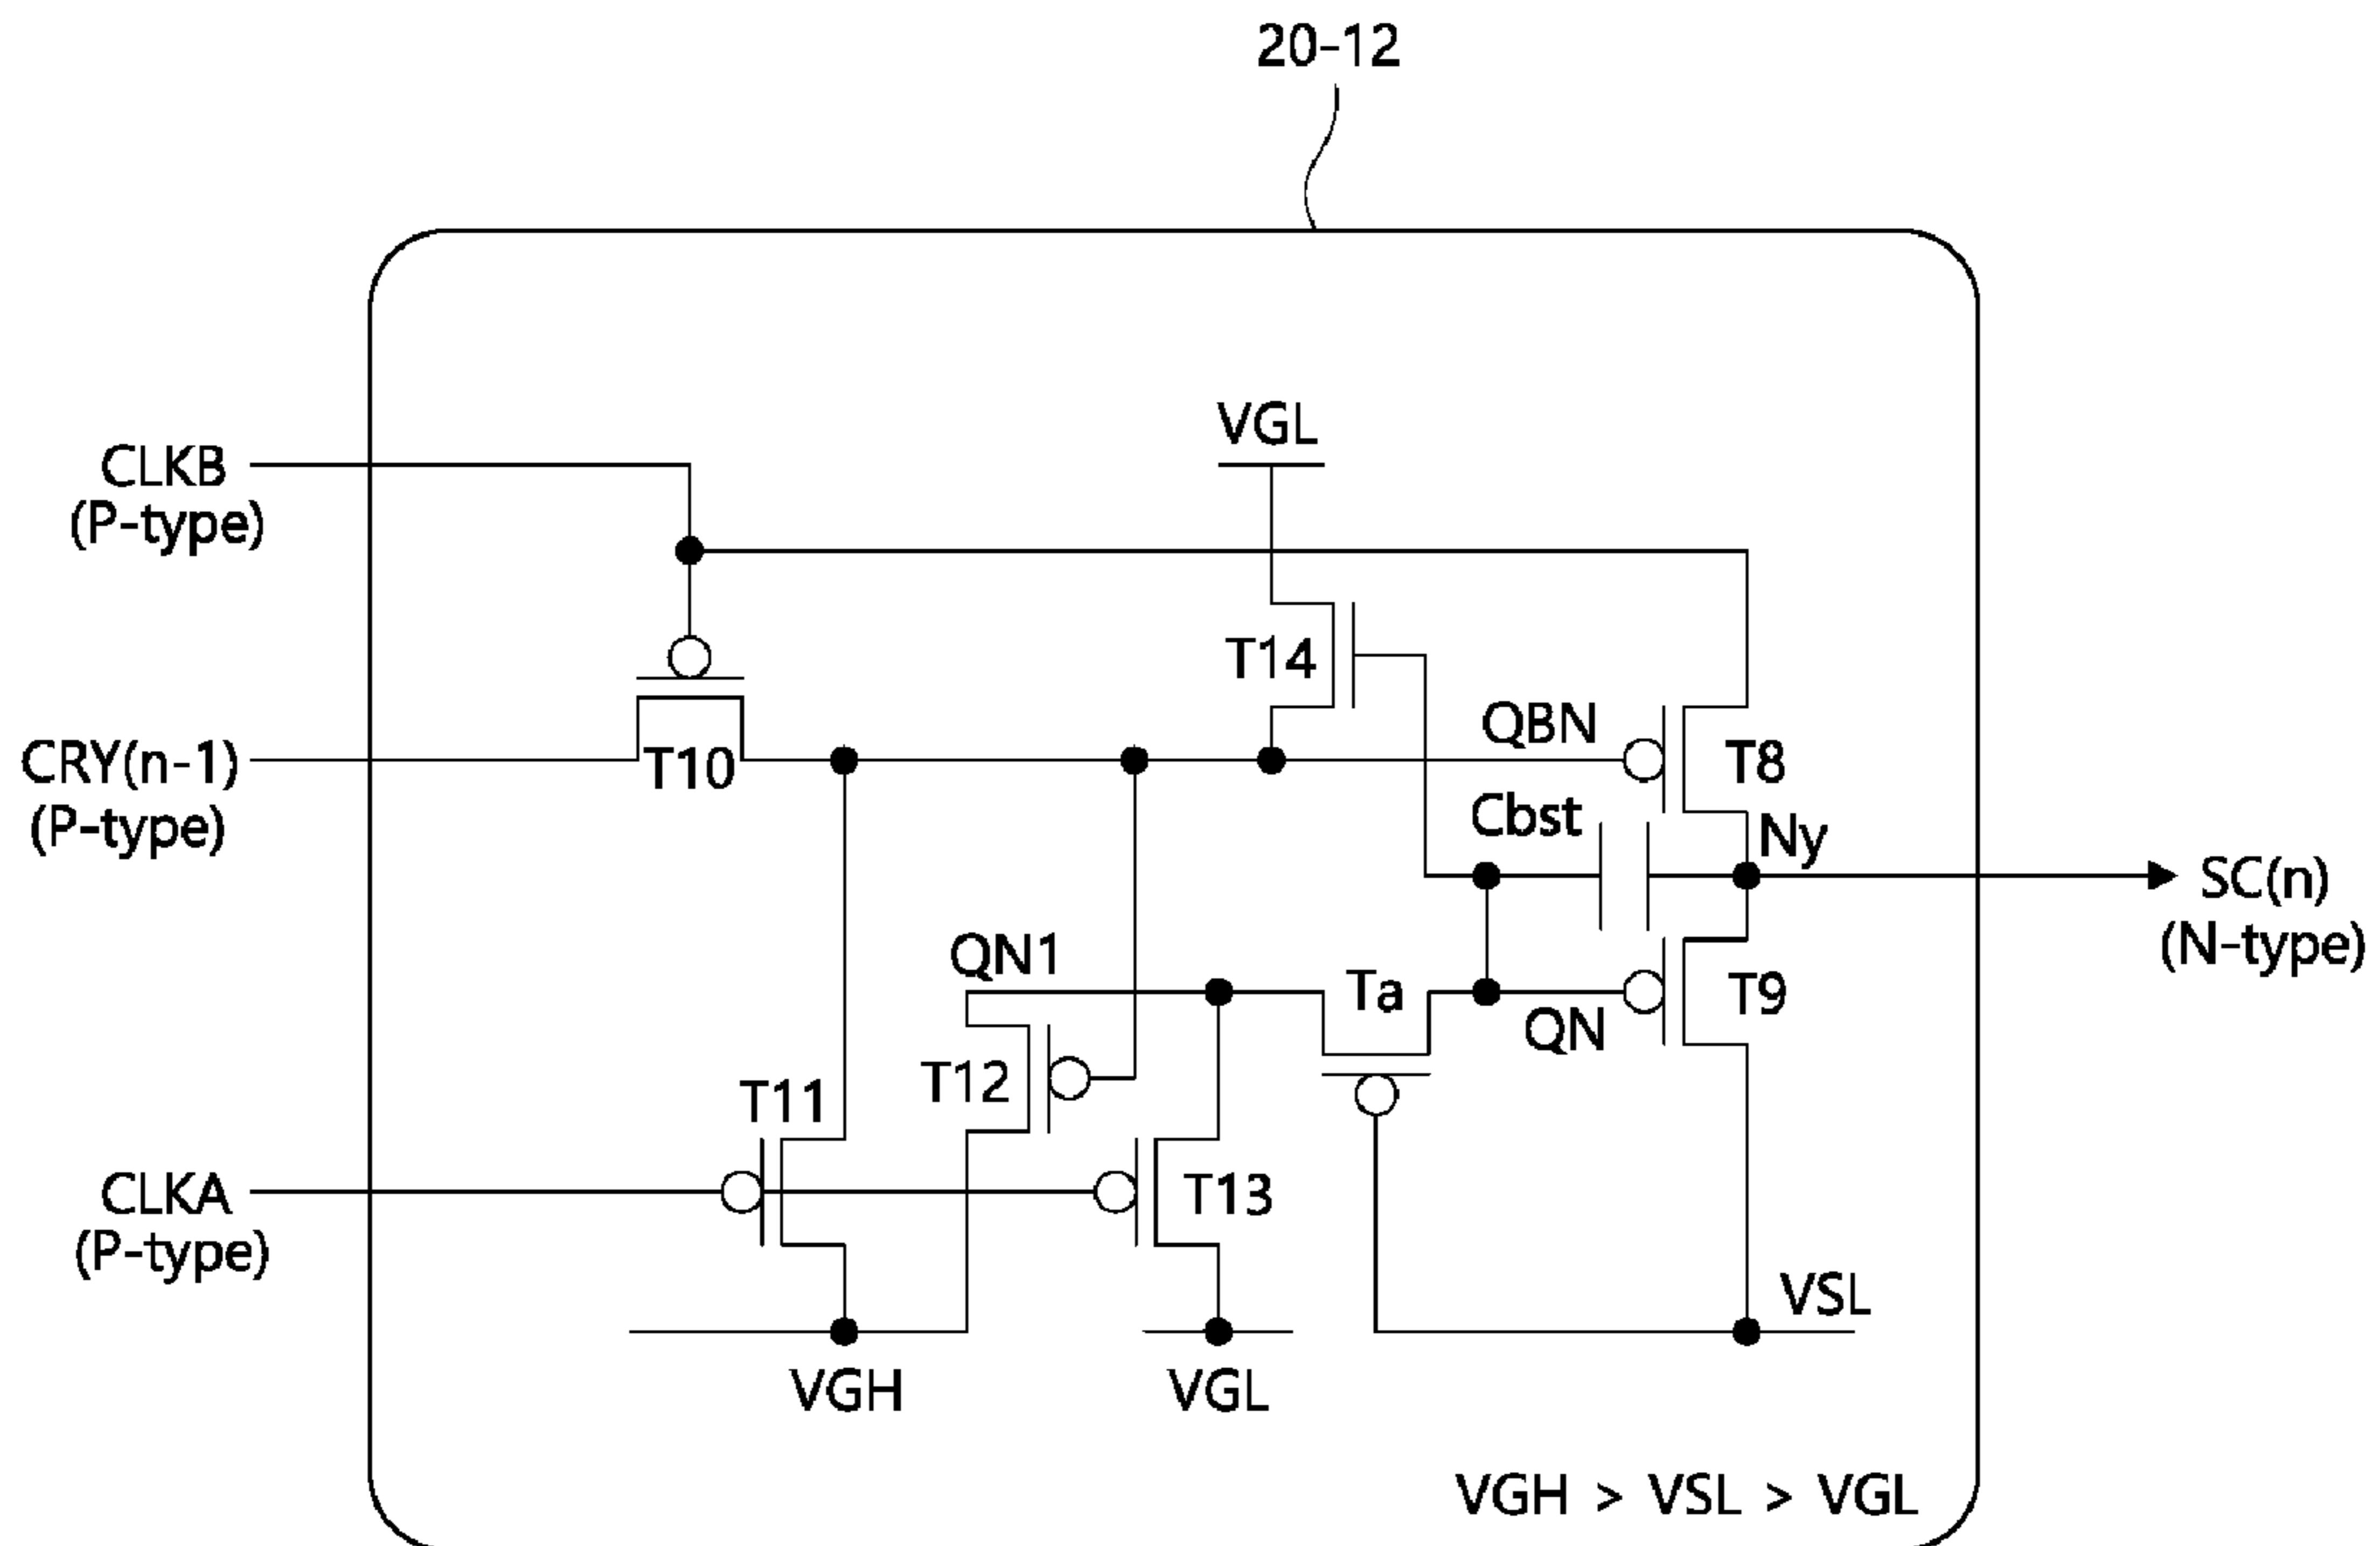 20-12
VGL
CLKB
(P-type)
T14
QBN
CRY(n-1)
(P-type)
T10
T8
Cbst
Ny
SC(n)
(N-type)
QN1
Ta
T9
QN
T12
T11
CLKA
(P-type)
T13
VSL
VGH
VGL
VGH > VSL > VGL